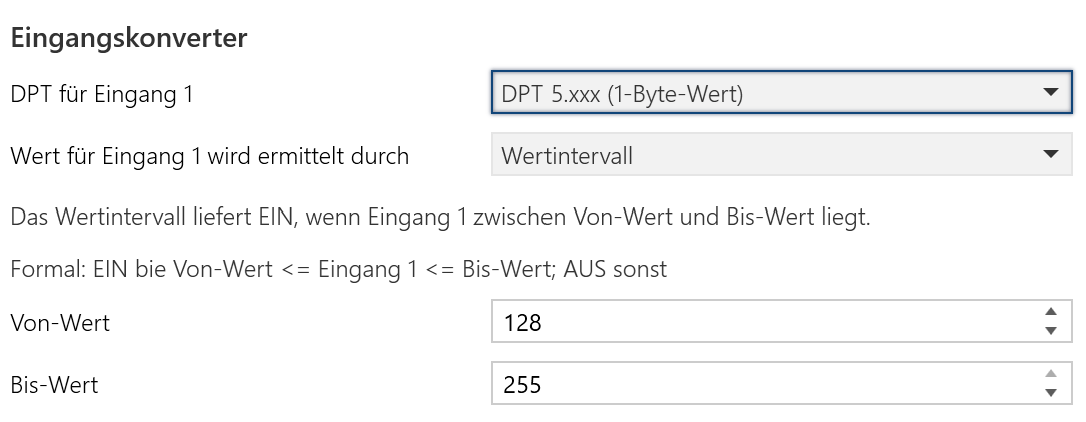 Eingangskonverter
DPT für Eingang 1 DPT 5.xxx (1-Byte-Wert)
Wert für Eingang 1 wird ermittelt durch Wertintervall
Das Wertintervall liefert EIN, wenn Eingang 1 zwischen Von-Wert und Bis-Wert liegt.
Formal: EIN bie Von-Wert <= Eingang 1 <= Bis-Wert; AUS sonst
Von-Wert 128
Bis-Wert 255